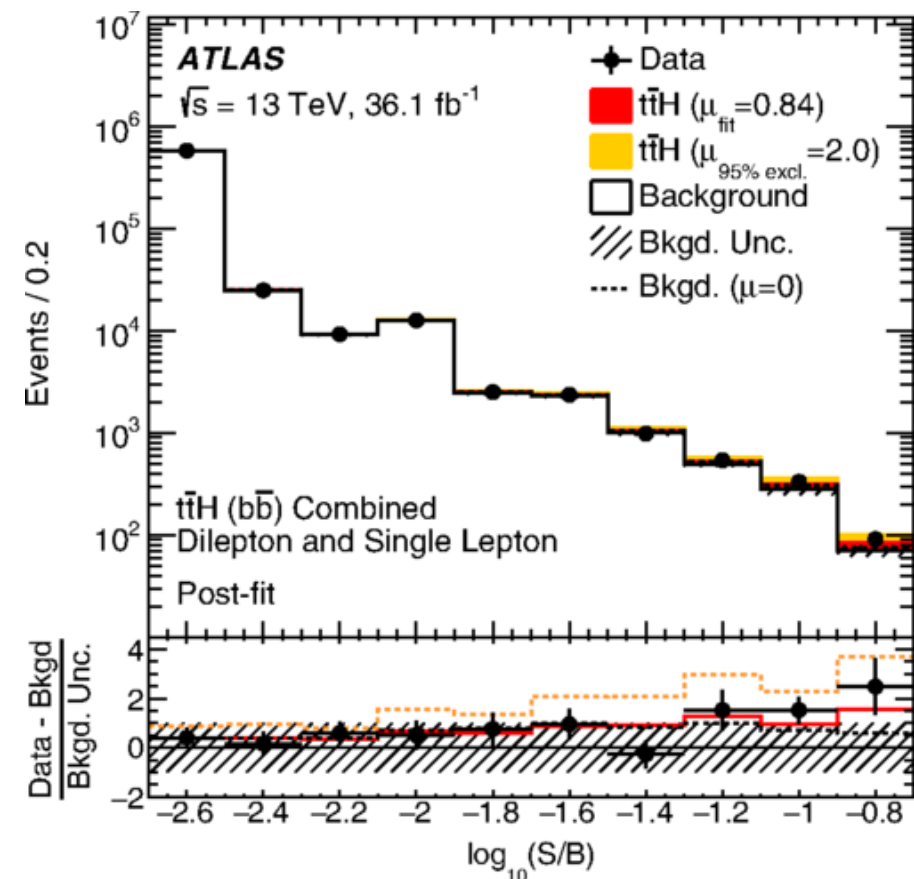 10⁷
10⁶
10⁵
10⁴
10³
10²
Events / 0.2
ATLAS
√s = 13 TeV, 36.1 fb⁻¹
Data
tt̄H (μ_fit=0.84)
tt̄H (μ_95% excl.=2.0)
Background
Bkgd. Unc.
Bkgd. (μ=0)
tt̄H (bb̄) Combined
Dilepton and Single Lepton
Post-fit
Data - Bkgd
Bkgd. Unc.
4
2
0
−2
−2.6 −2.4 −2.2 −2 −1.8 −1.6 −1.4 −1.2 −1 −0.8
log₁₀(S/B)